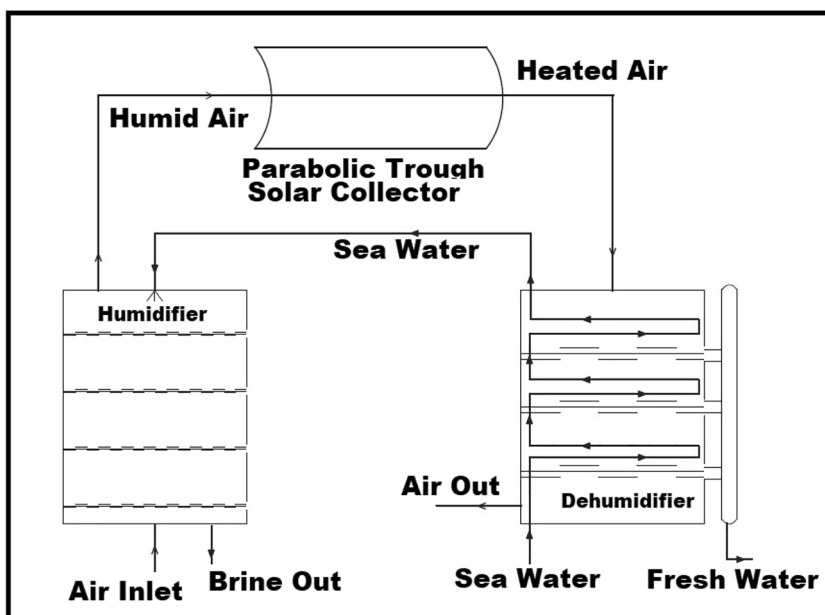 Heated Air
Humid Air
Parabolic Trough
Solar Collector
Sea Water
Humidifier
Air Out
Dehumidifier
Air Inlet
Brine Out
Sea Water
Fresh Water